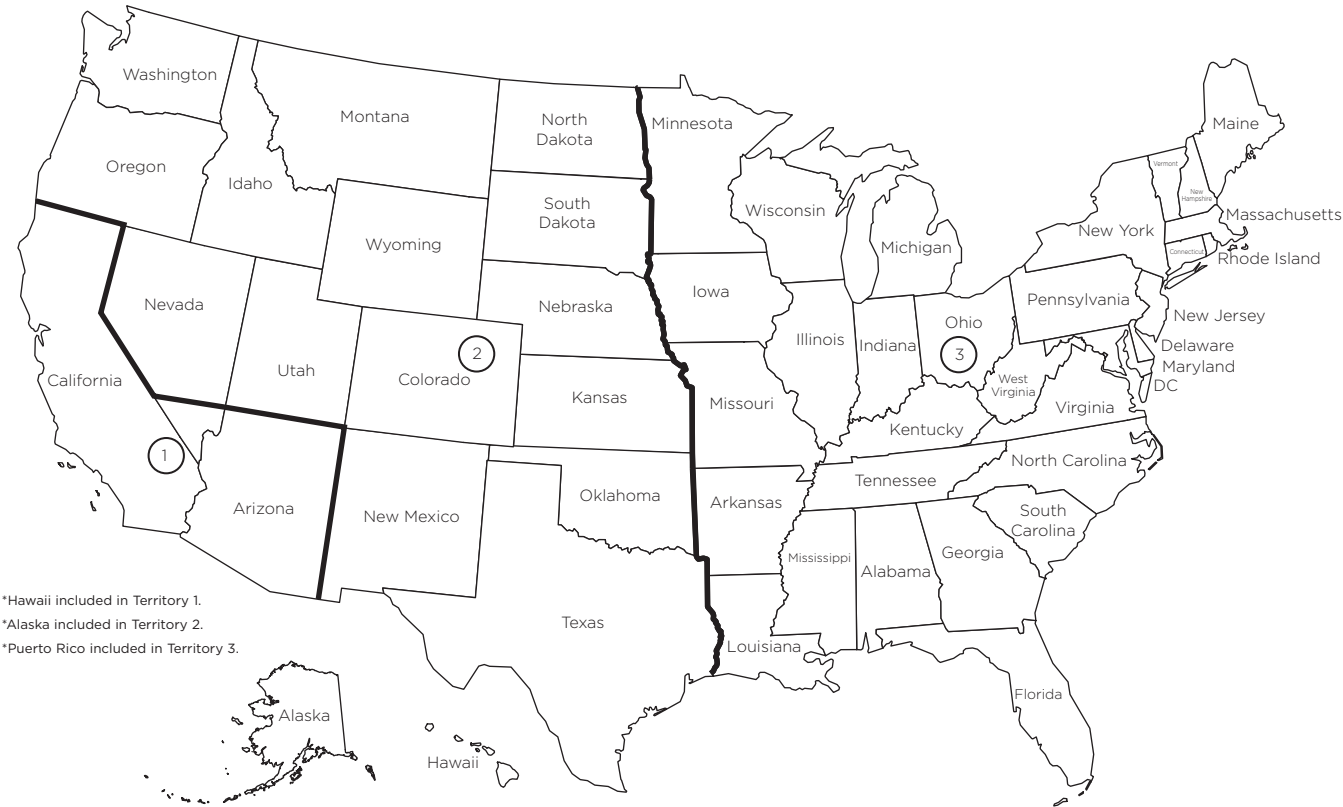 Washington
Montana
North
Dakota
Minnesota
Maine
Oregon
Idaho
Vermont
New
Hampshire
South
Dakota
Wisconsin
Massachusetts
Wyoming
Michigan
New York
Connecticut
Rhode Island
Nevada
Nebraska
Iowa
Pennsylvania
New Jersey
Ohio
2
3
Illinois
Indiana
Delaware
Maryland
DC
California
Utah
Colorado
Kansas
Missouri
West
Virginia
Virginia
Kentucky
1
North Carolina
Tennessee
Arizona
New Mexico
Oklahoma
Arkansas
South
Carolina
Mississippi
Alabama
Georgia
*Hawaii included in Territory 1.
*Alaska included in Territory 2.
*Puerto Rico included in Territory 3.
Texas
Louisiana
Florida
Alaska
Hawaii